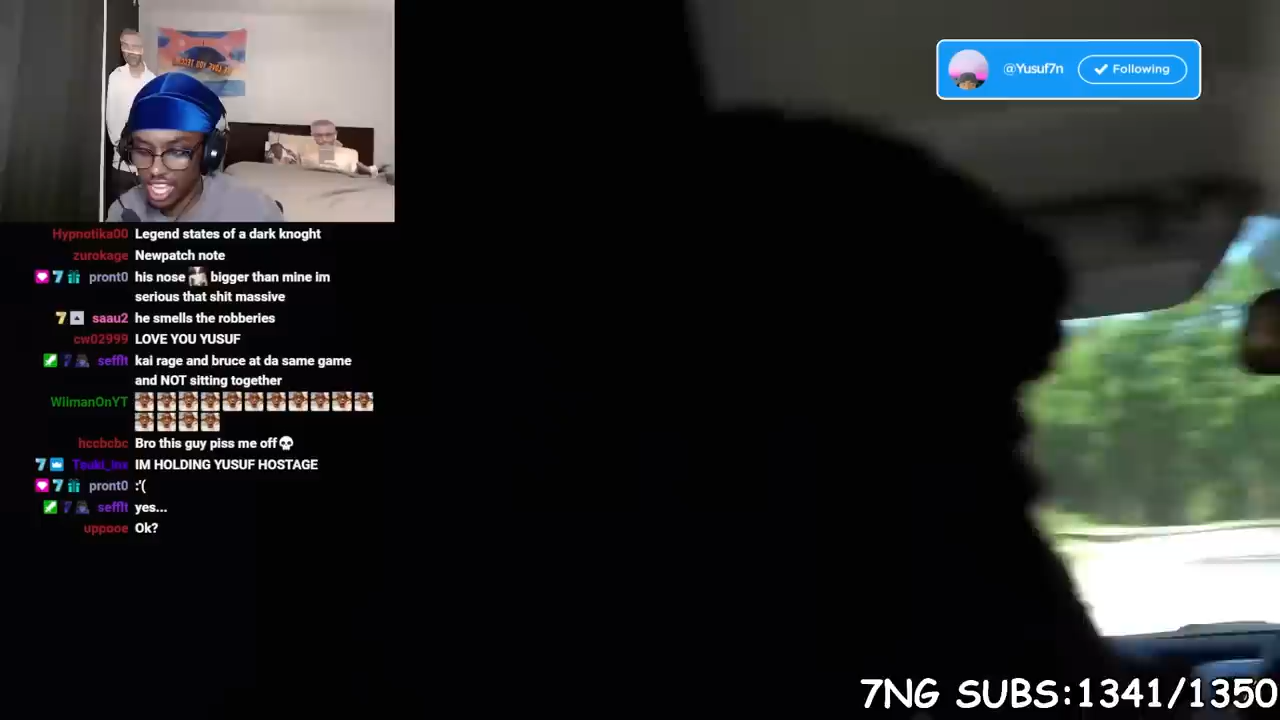 @Yusuf7n
Following
Hypnotika00 Legend states of a dark knoght
zurokage Newpatch note
pront0 his nose bigger than mine im
serious that shit massive
saau2 he smells the robberies
cw02999 LOVE YOU YUSUF
sefflt kai rage and bruce at da same game
and NOT sitting together
WiimanOnYT
hccbcbc Bro this guy piss me off
Tsuki_Inx IM HOLDING YUSUF HOSTAGE
pront0 :'(
sefflt yes...
uppooe Ok?
7NG SUBS:1341/1350